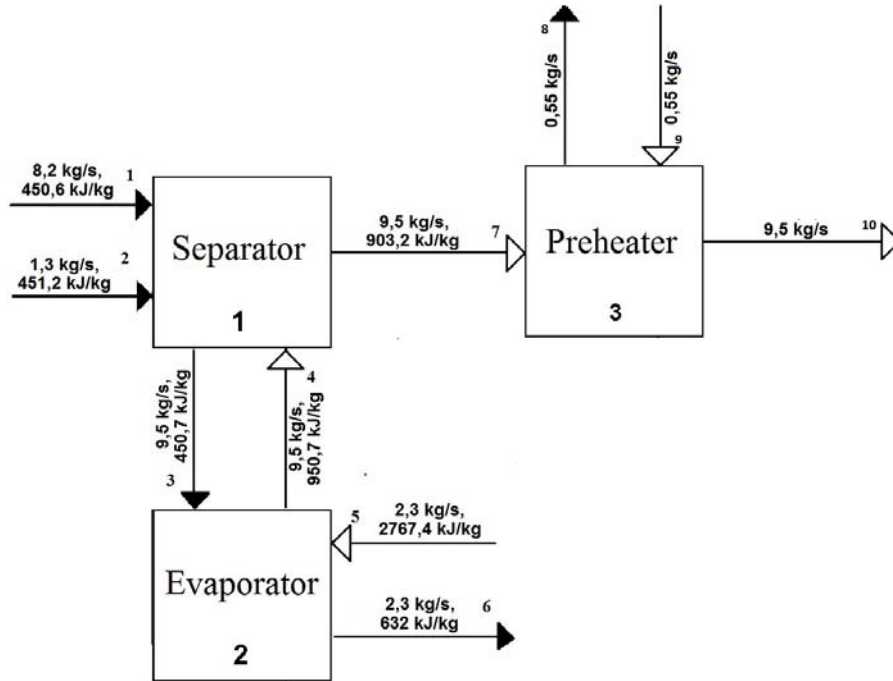 8
0,55 kg/s
0,55 kg/s
9
8,2 kg/s,
450,6 kJ/kg
1
1,3 kg/s,
451,2 kJ/kg
2
Separator
1
9,5 kg/s,
903,2 kJ/kg
7
Preheater
3
9,5 kg/s
10
9,5 kg/s,
450,7 kJ/kg
3
9,5 kg/s,
950,7 kJ/kg
4
Evaporator
2
2,3 kg/s,
2767,4 kJ/kg
5
2,3 kg/s,
632 kJ/kg
6